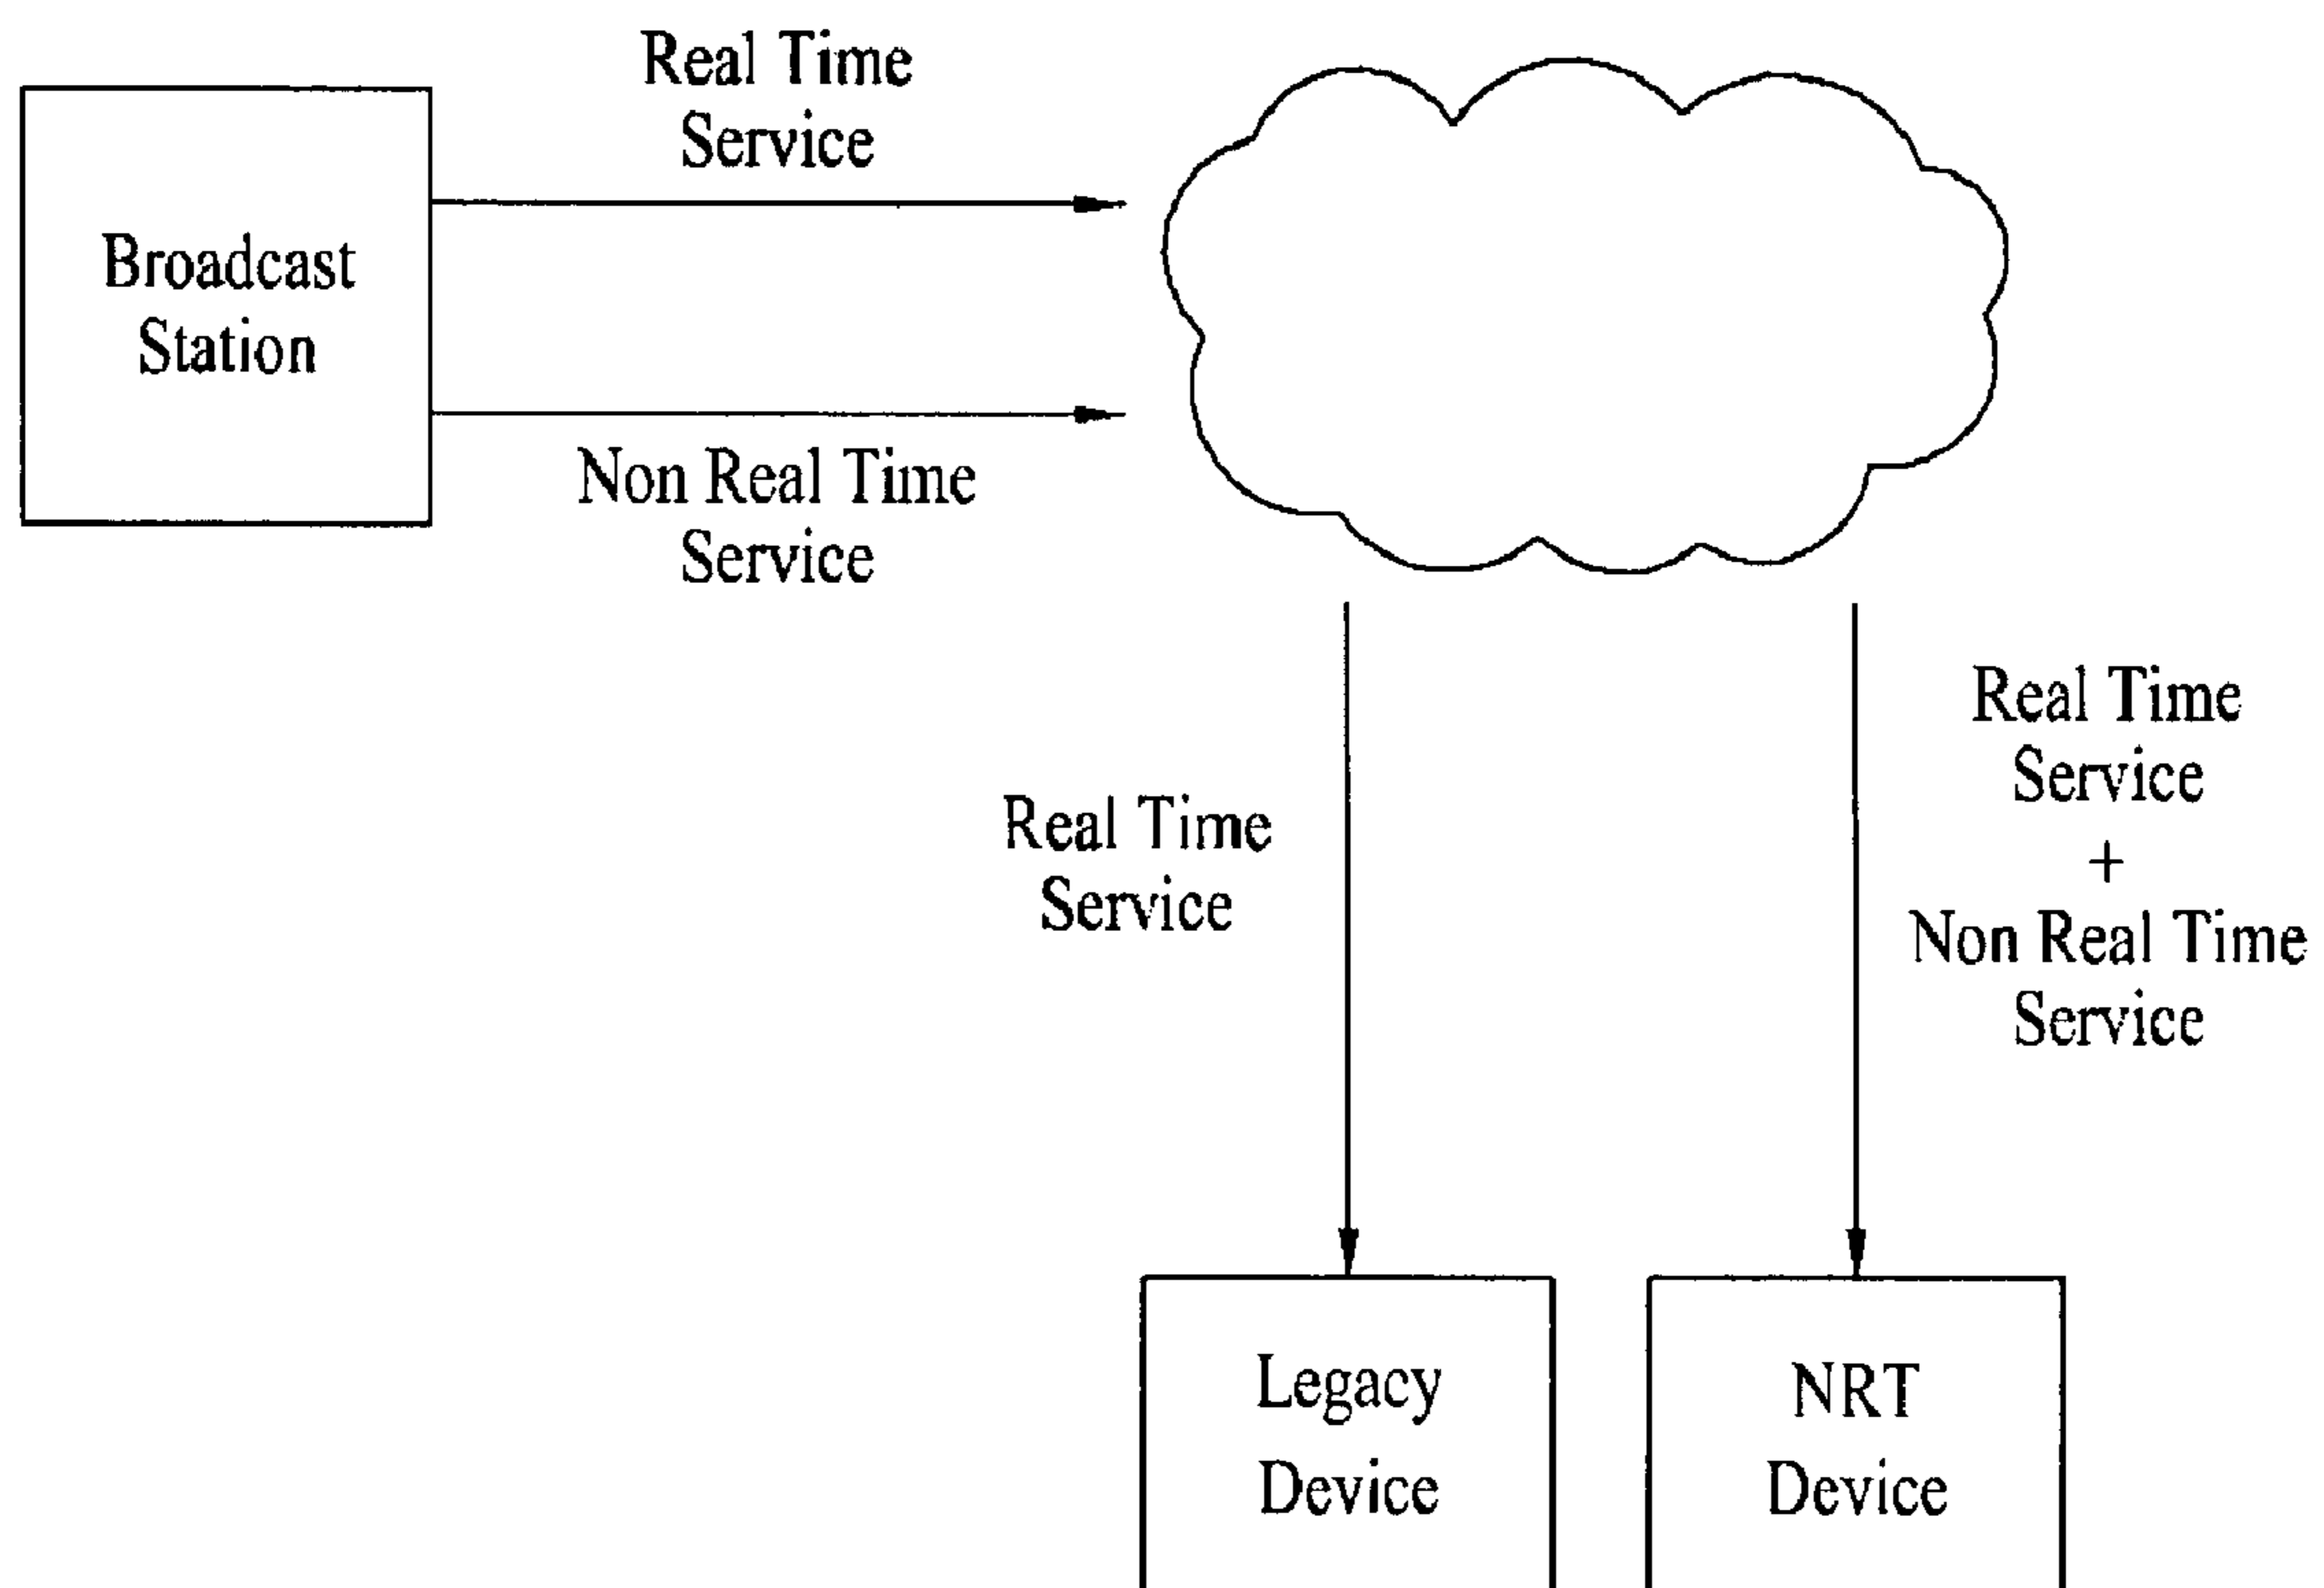 Real Time
Service
Broadcast
Station
Non Real Time
Service
Real Time
Service
Real Time
Service
+
Non Real Time
Service
Legacy
Device
NRT
Device